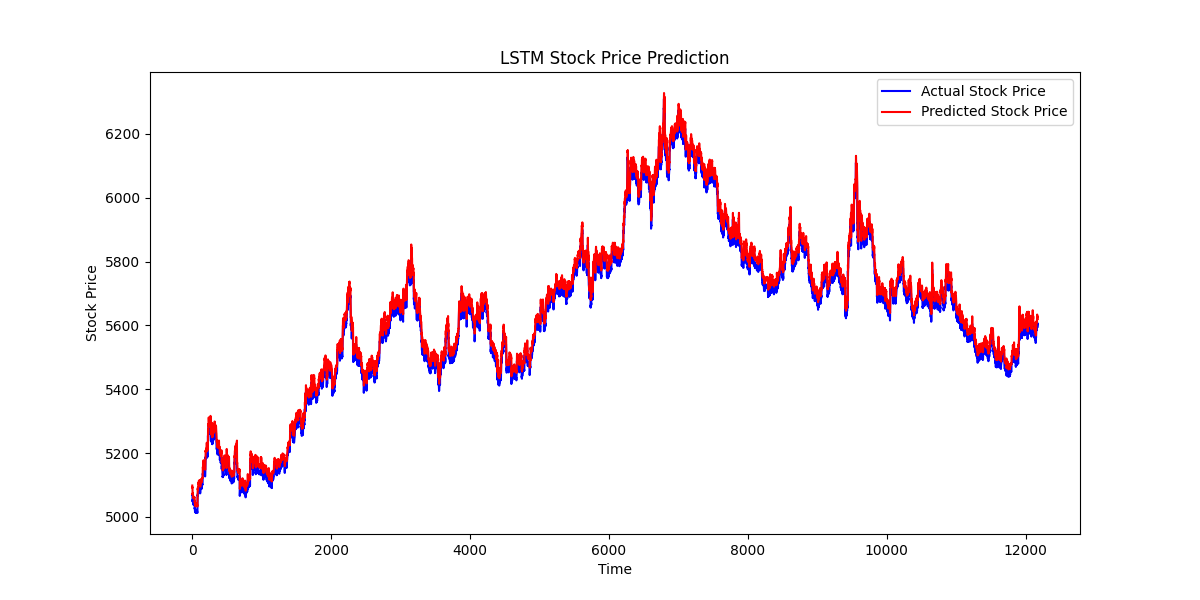 LSTM Stock Price Prediction
Actual Stock Price
Predicted Stock Price
Stock Price
6200
6000
5800
5600
5400
5200
5000
0 2000 4000 6000 8000 10000 12000
Time